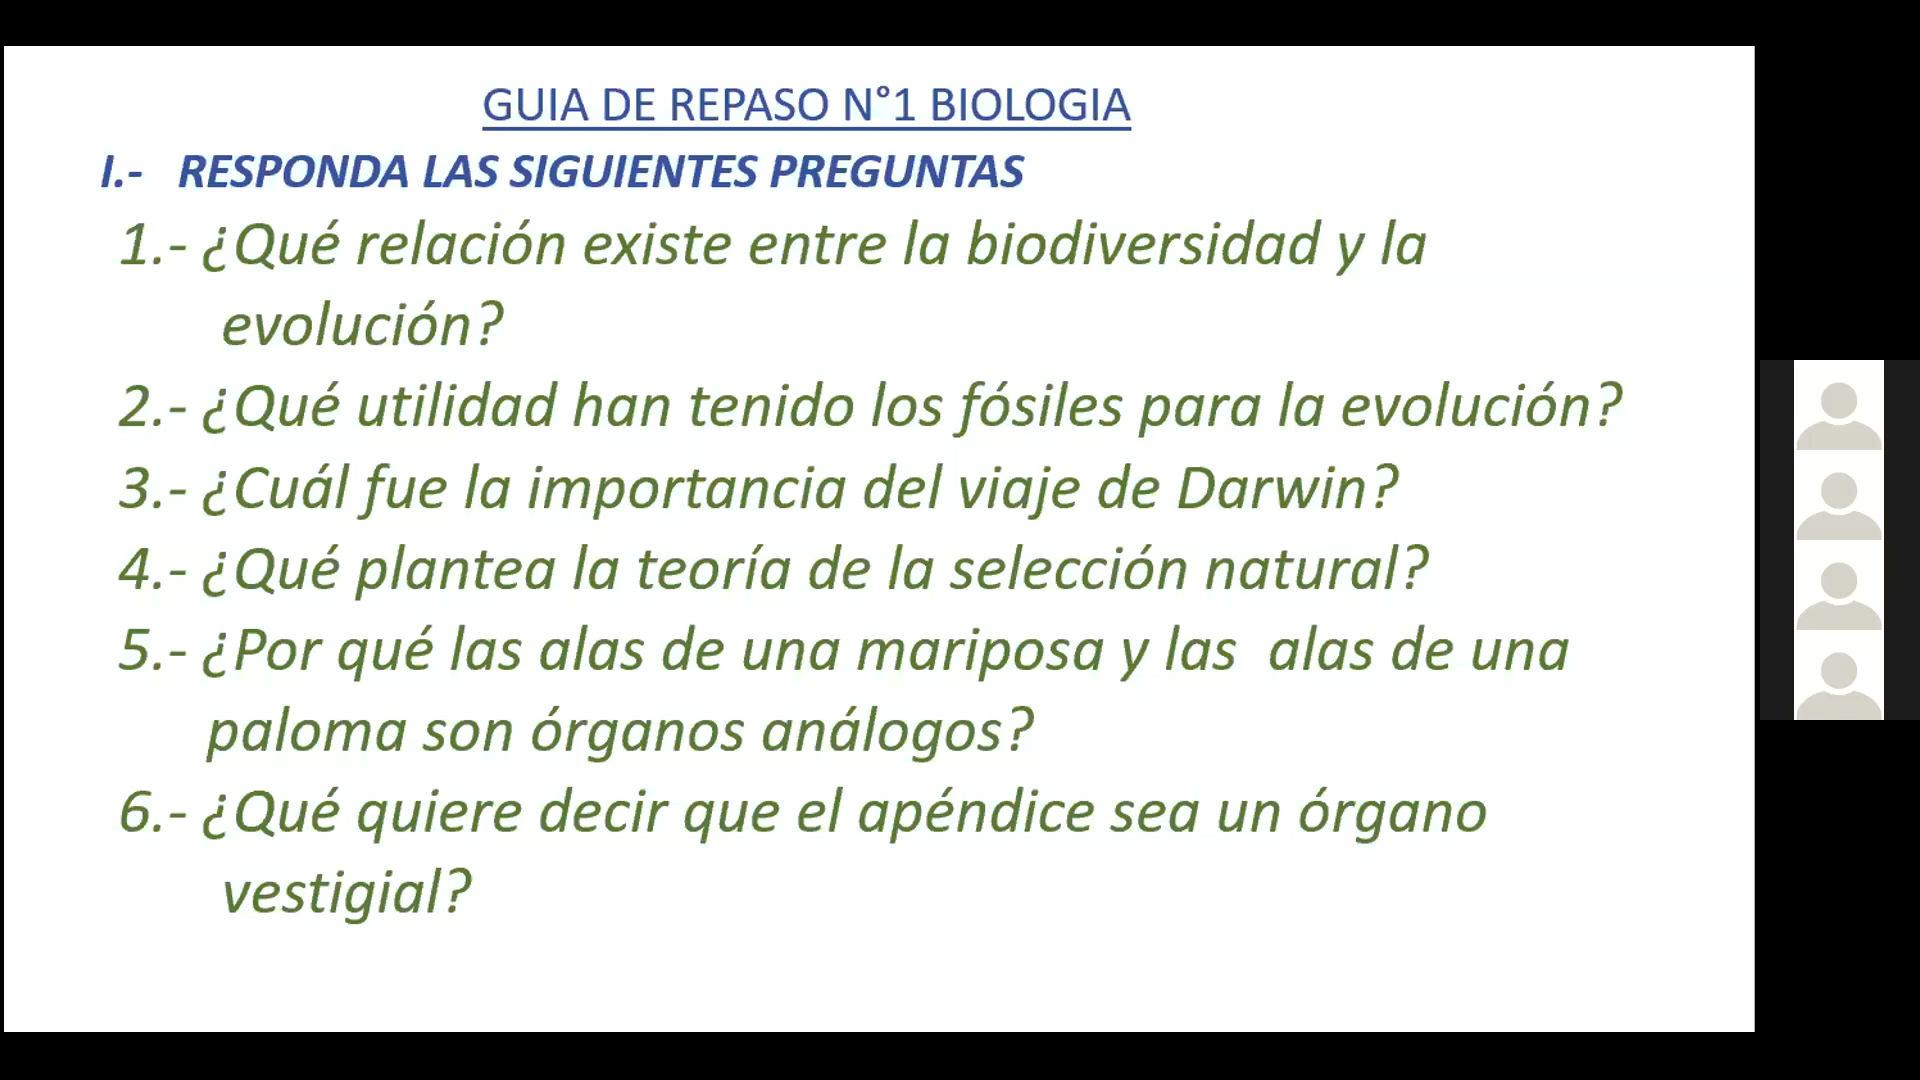 GUIA DE REPASO N°1 BIOLOGIA
I.- RESPONDA LAS SIGUIENTES PREGUNTAS
1.- ¿Qué relación existe entre la biodiversidad y la
evolución?
2.- ¿Qué utilidad han tenido los fósiles para la evolución?
3.- ¿Cuál fue la importancia del viaje de Darwin?
4.- ¿Qué plantea la teoría de la selección natural?
5.- ¿Por qué las alas de una mariposa y las alas de una
paloma son órganos análogos?
6.- ¿Qué quiere decir que el apéndice sea un órgano
vestigial?